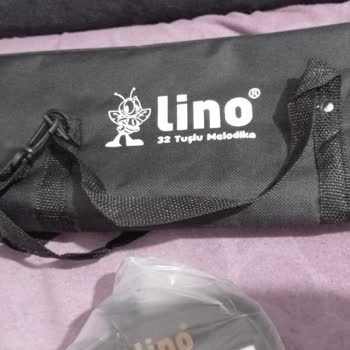 Lino®
32 Tuşlu Melodika
lino